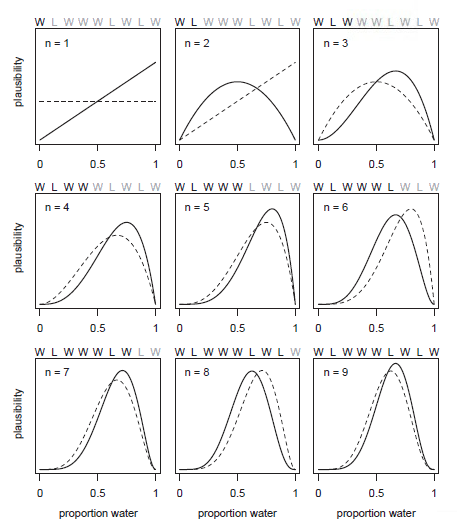 W L W W W L W L W W L W W W L W L W W L W W W L W L W
plausibility
n = 1 n = 2 n = 3
0 0.5 1 0 0.5 1 0 0.5 1
W L W W W L W L W W L W W W L W L W W L W W W L W L W
plausibility
n = 4 n = 5 n = 6
0 0.5 1 0 0.5 1 0 0.5 1
W L W W W L W L W W L W W W L W L W W L W W W L W L W
plausibility
n = 7 n = 8 n = 9
0 0.5 1 0 0.5 1 0 0.5 1
proportion water proportion water proportion water